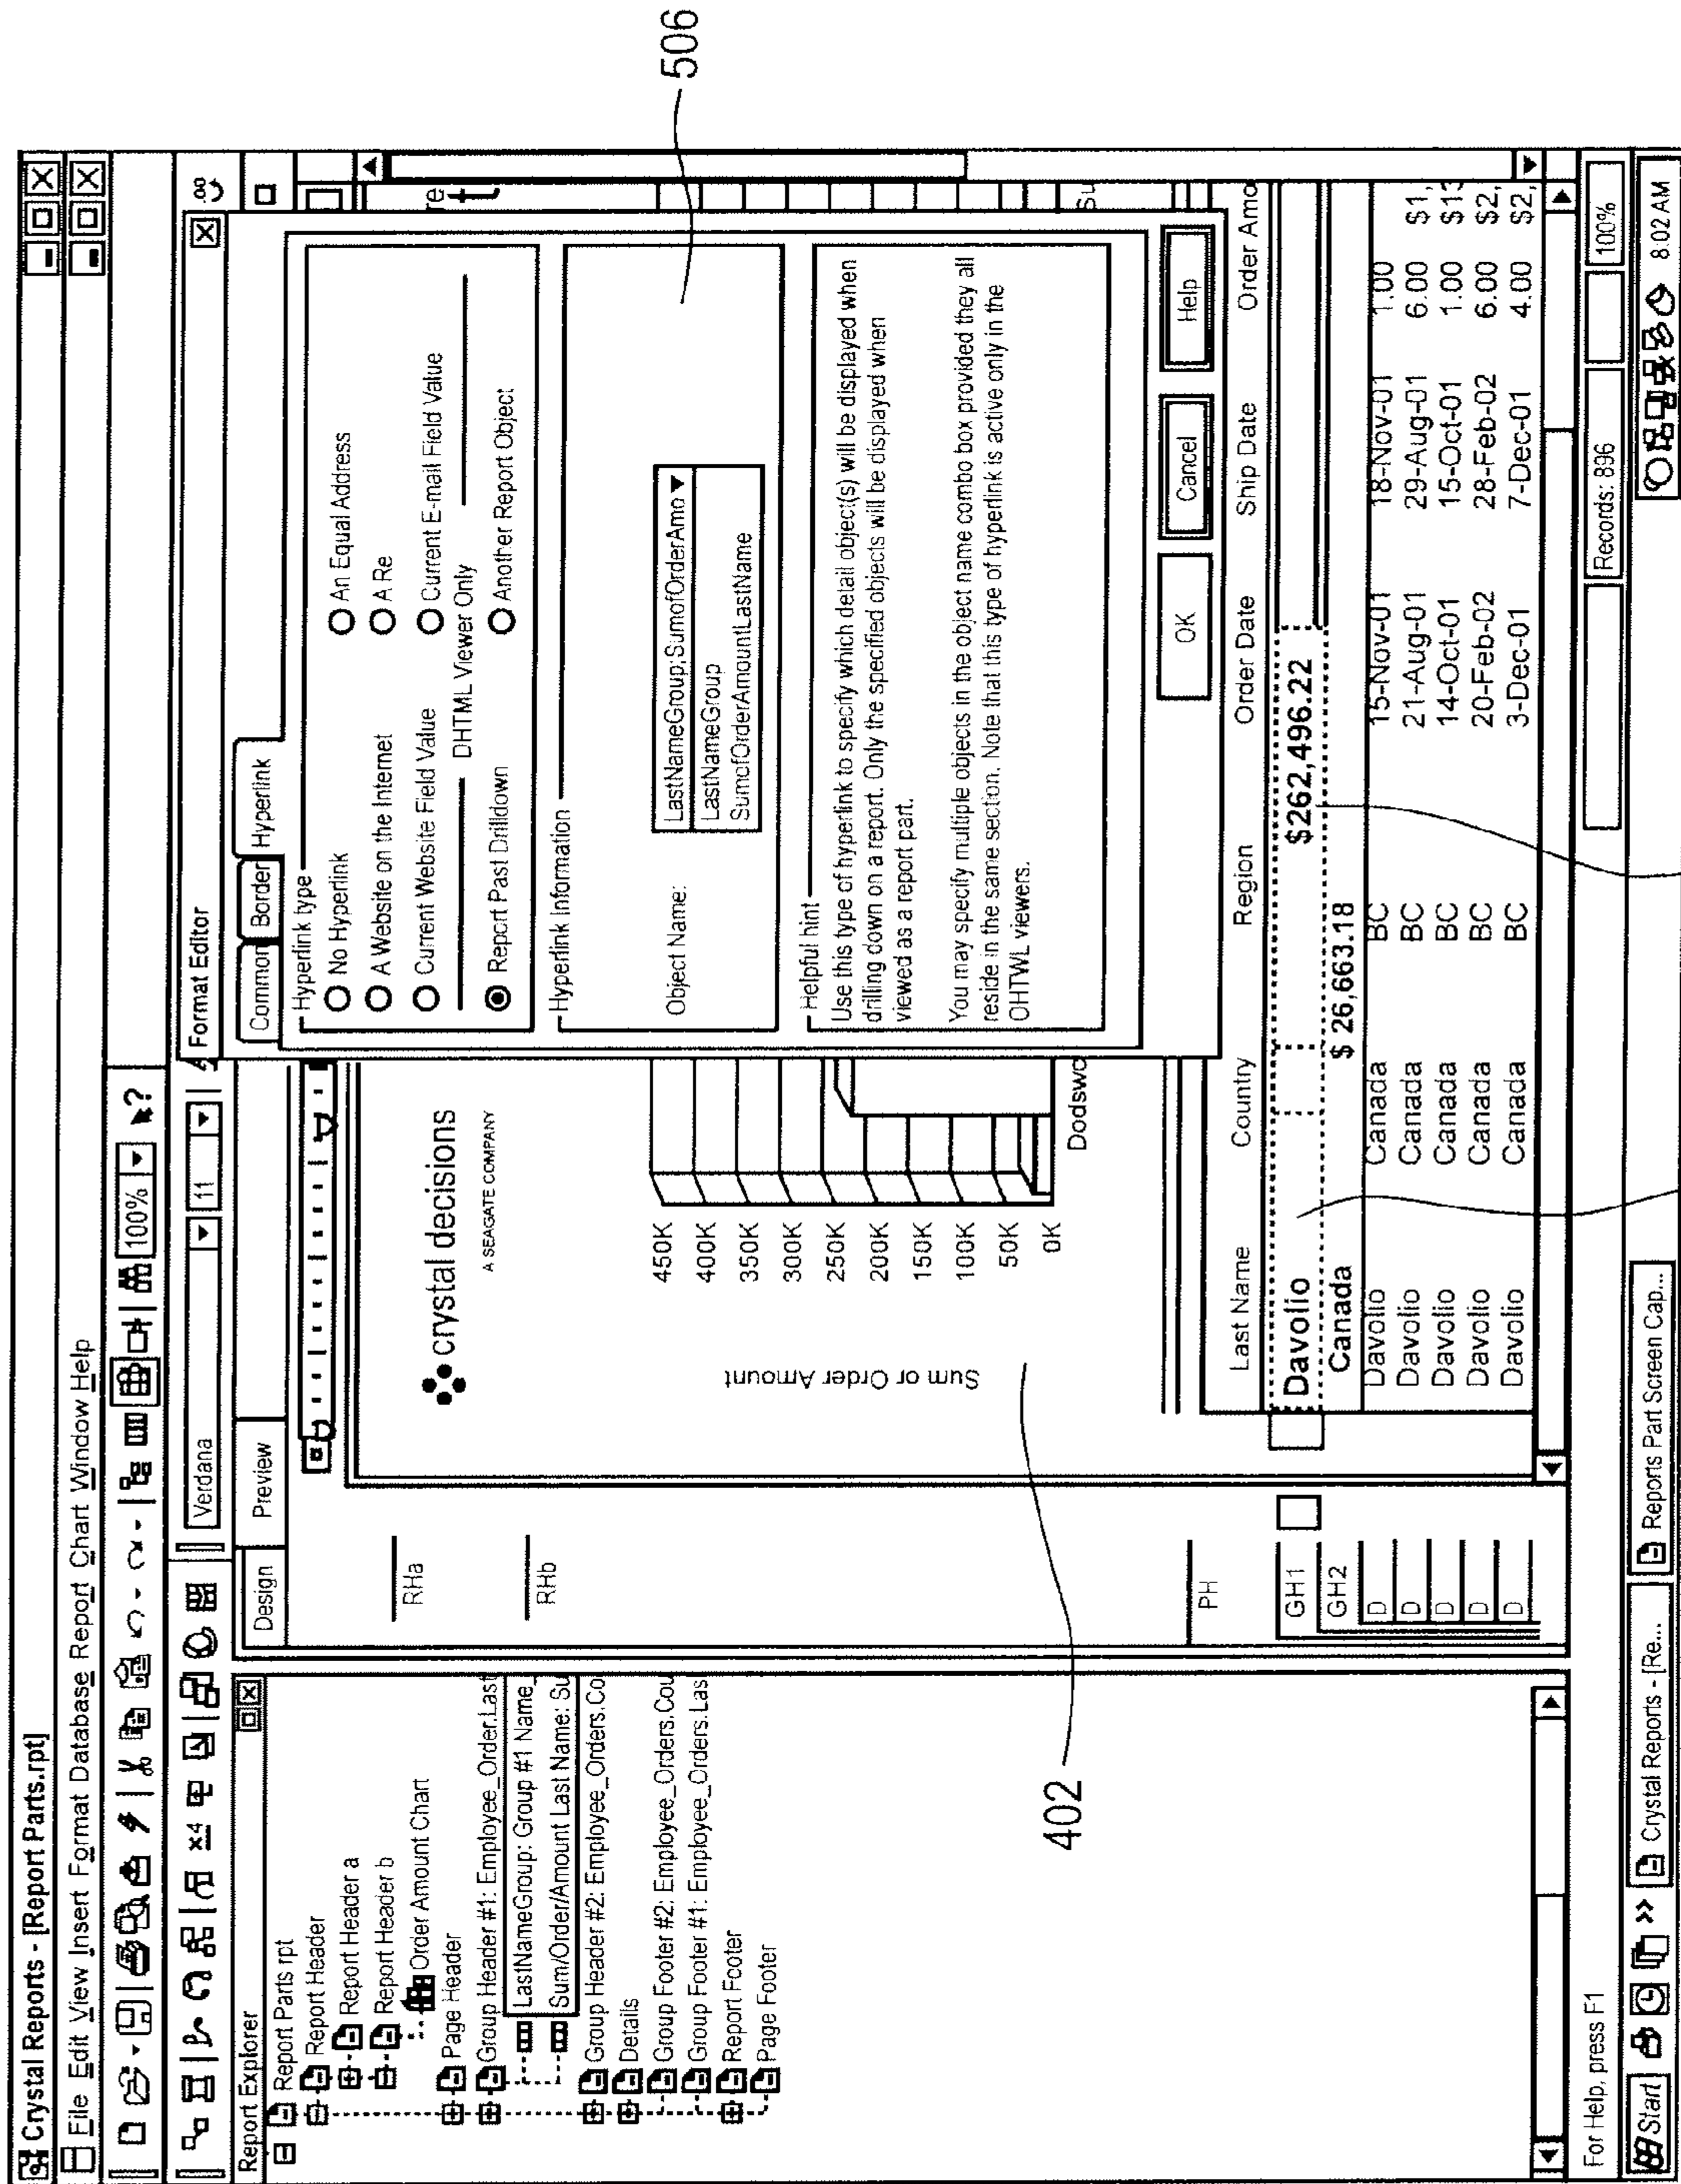 Crystal Reports - [Report Parts.rpt]
File Edit View Insert Format Database Report Chart Window Help
100%
x4
Verdana
11
Report Explorer
Report Parts rpt
Report Header
Report Header a
Report Header b
Order Amount Chart
Page Header
Group Header #1: Employee_Order.Last
LastNameGroup: Group #1 Name_
Sum/Order/Amount Last Name: Su
Group Header #2: Employee_Orders.Co
Details
Group Footer #2: Employee_Orders.Cou
Group Footer #1: Employee_Orders.Las
Report Footer
Page Footer
Design
Preview
RHa
RHb
PH
GH1
GH2
D
D
D
D
D
crystal decisions
A SEAGATE COMPANY
Sum or Order Amount
450K
400K
350K
300K
250K
200K
150K
100K
50K
0K
Dodswo
Format Editor
Common
Border
Hyperlink
Hyperlink type
No Hyperlink
An Equal Address
A Website on the Internet
A Re
Current Website Field Value
Current E-mail Field Value
DHTML Viewer Only
Report Past Drilldown
Another Report Object
Hyperlink Information
Object Name:
LastNameGroup;SumofOrderAmo
LastNameGroup
SumofOrderAmountLastName
Helpful hint
Use this type of hyperlink to specify which detail object(s) will be displayed when
drilling down on a report. Only the specified objects will be displayed when
viewed as a report part.
You may specify multiple objects in the object name combo box provided they all
reside in the same section. Note that this type of hyperlink is active only in the
OHTWL viewers.
OK
Cancel
Help
re
Su
Last Name Country Region Order Date Ship Date Order Amo
Davolio $262,496.22
Canada $ 26,663.18
Davolio Canada BC 15-Nov-01 18-Nov-01 1.00 $1,
Davolio Canada BC 21-Aug-01 29-Aug-01 6.00 $1,
Davolio Canada BC 14-Oct-01 15-Oct-01 1.00 $13
Davolio Canada BC 20-Feb-02 28-Feb-02 6.00 $2,
Davolio Canada BC 3-Dec-01 7-Dec-01 4.00 $2,
For Help, press F1
Records: 896
100%
Start
Crystal Reports - [Re...
Reports Part Screen Cap...
8:02 AM
402
506